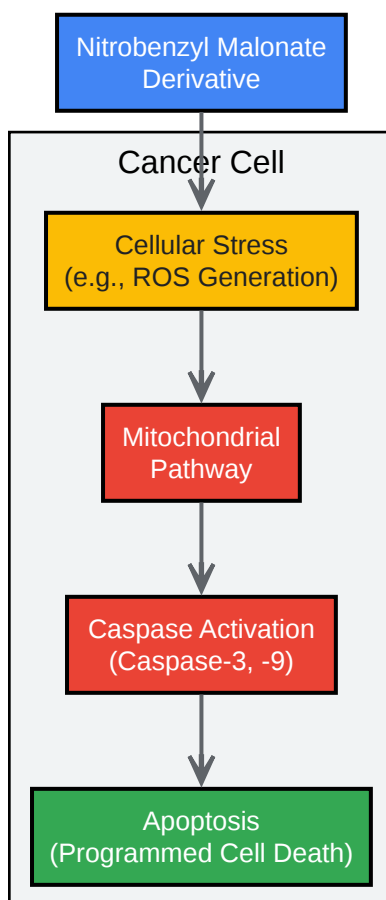 Nitrobenzyl Malonate
Derivative
Cancer Cell
Cellular Stress
(e.g., ROS Generation)
Mitochondrial
Pathway
Caspase Activation
(Caspase-3, -9)
Apoptosis
(Programmed Cell Death)